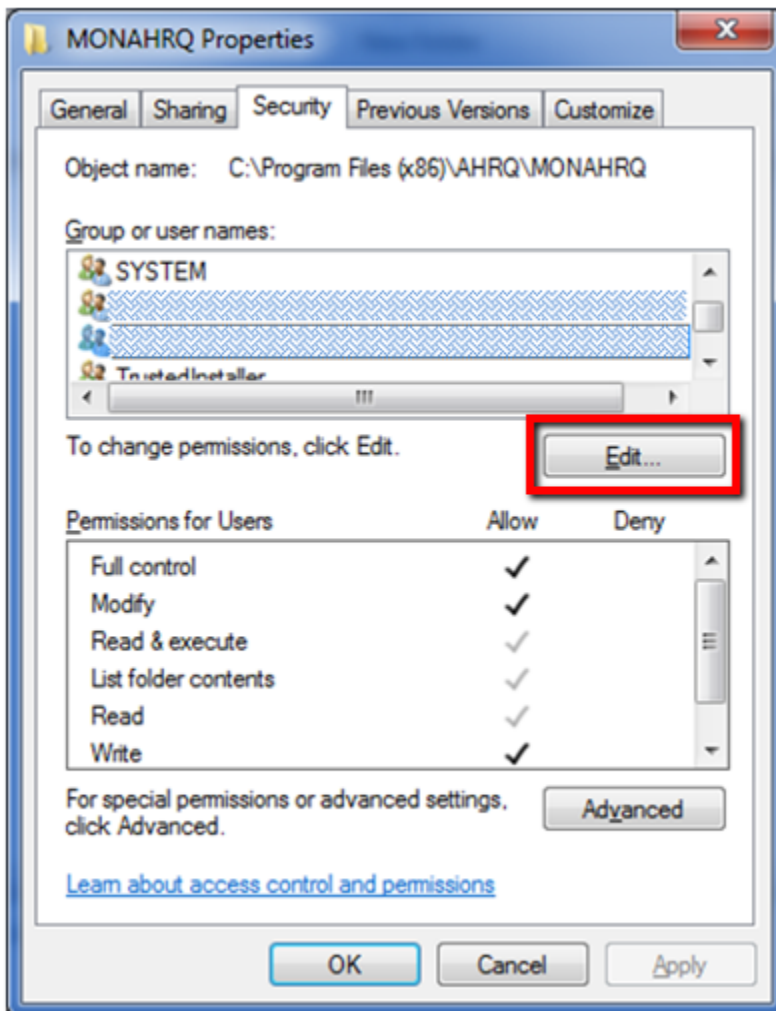 MONAHRQ Properties
General Sharing Security Previous Versions Customize
Object name: C:\Program Files (x86)\AHRQ\MONAHRQ
Group or user names:
SYSTEM
TrustedInstaller
To change permissions, click Edit.
Edit...
Permissions for Users Allow Deny
Full control
Modify
Read & execute
List folder contents
Read
Write
For special permissions or advanced settings,
click Advanced.
Advanced
Learn about access control and permissions
OK Cancel Apply